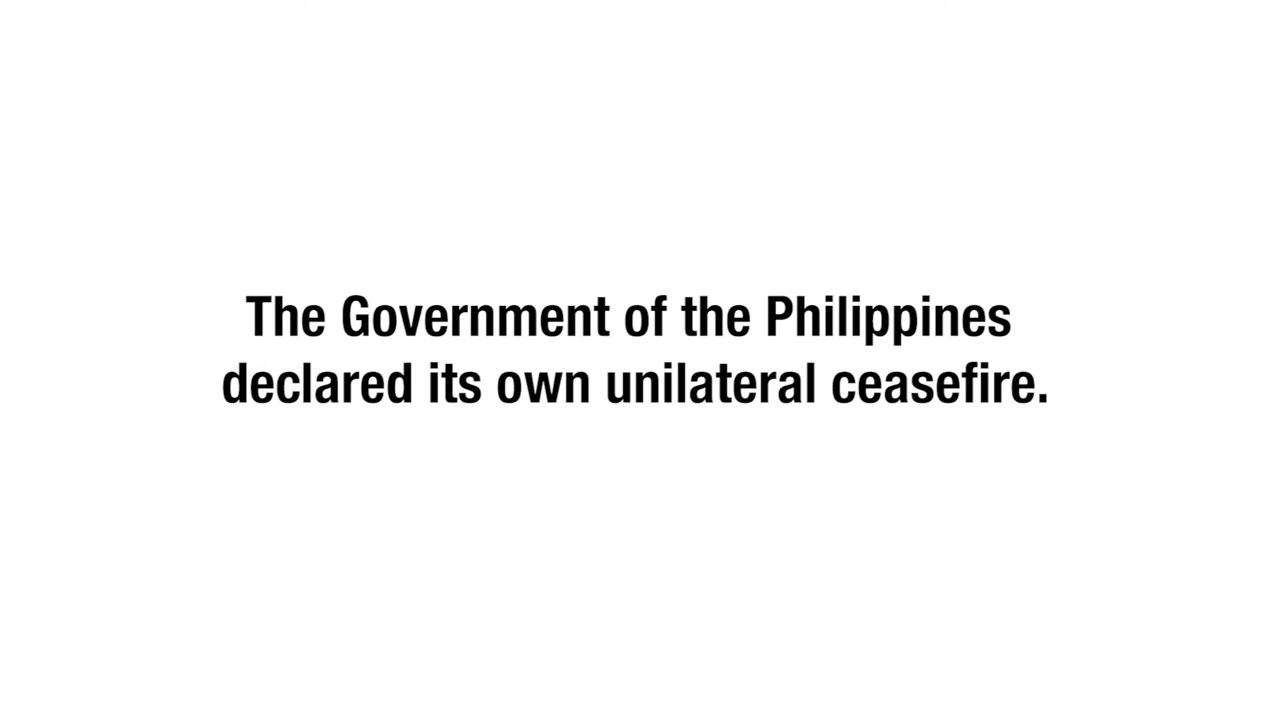 The Government of the Philippines
declared its own unilateral ceasefire.